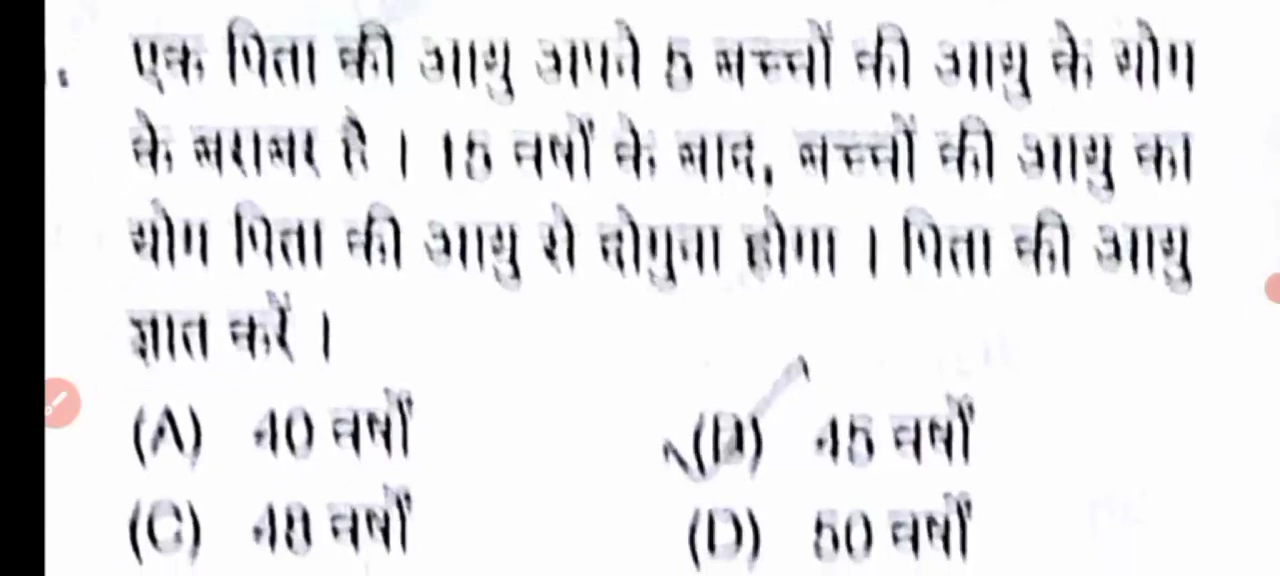 एक पिता की आयु अपने 5 बच्चों की आयु के योग
के बराबर है । 15 वर्षों के बाद, बच्चों की आयु का
योग पिता की आयु से दोगुना होगा । पिता की आयु
ज्ञात करें ।
(A) 40 वर्षों (B) 45 वर्षों
(C) 48 वर्षों (D) 50 वर्षों